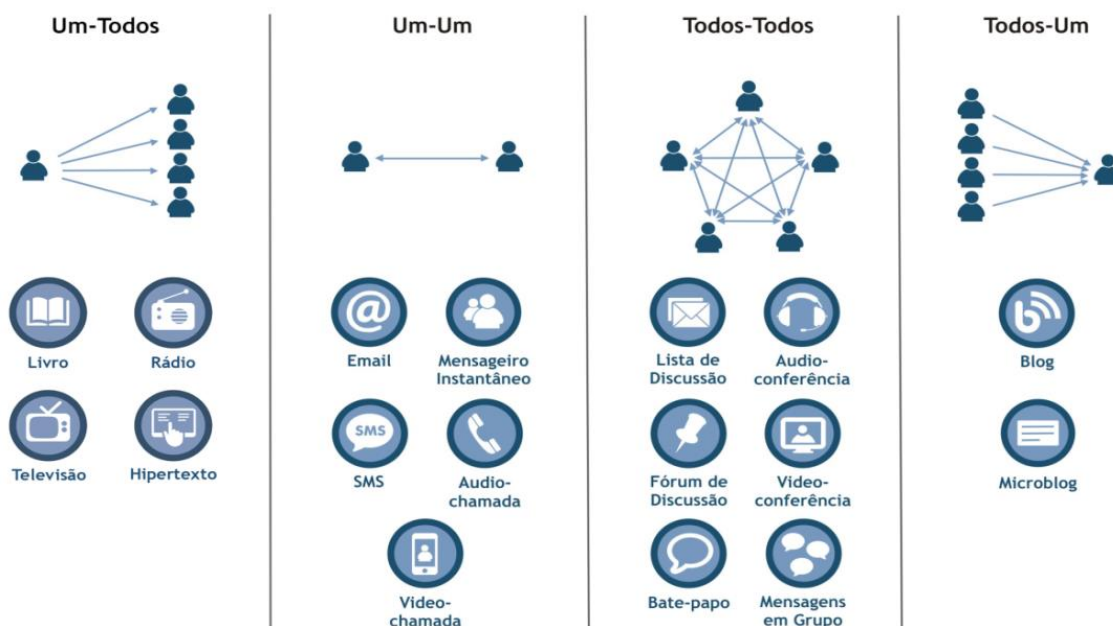 Um-Todos
Um-Um
Todos-Todos
Todos-Um
Livro
Rádio
Televisão
Hipertexto
@
Email
Mensageiro
Instantâneo
SMS
SMS
Audio-
chamada
Video-
chamada
Lista de
Discussão
Audio-
conferência
Fórum de
Discussão
Video-
conferência
Bate-papo
Mensagens
em Grupo
b
Blog
Microblog